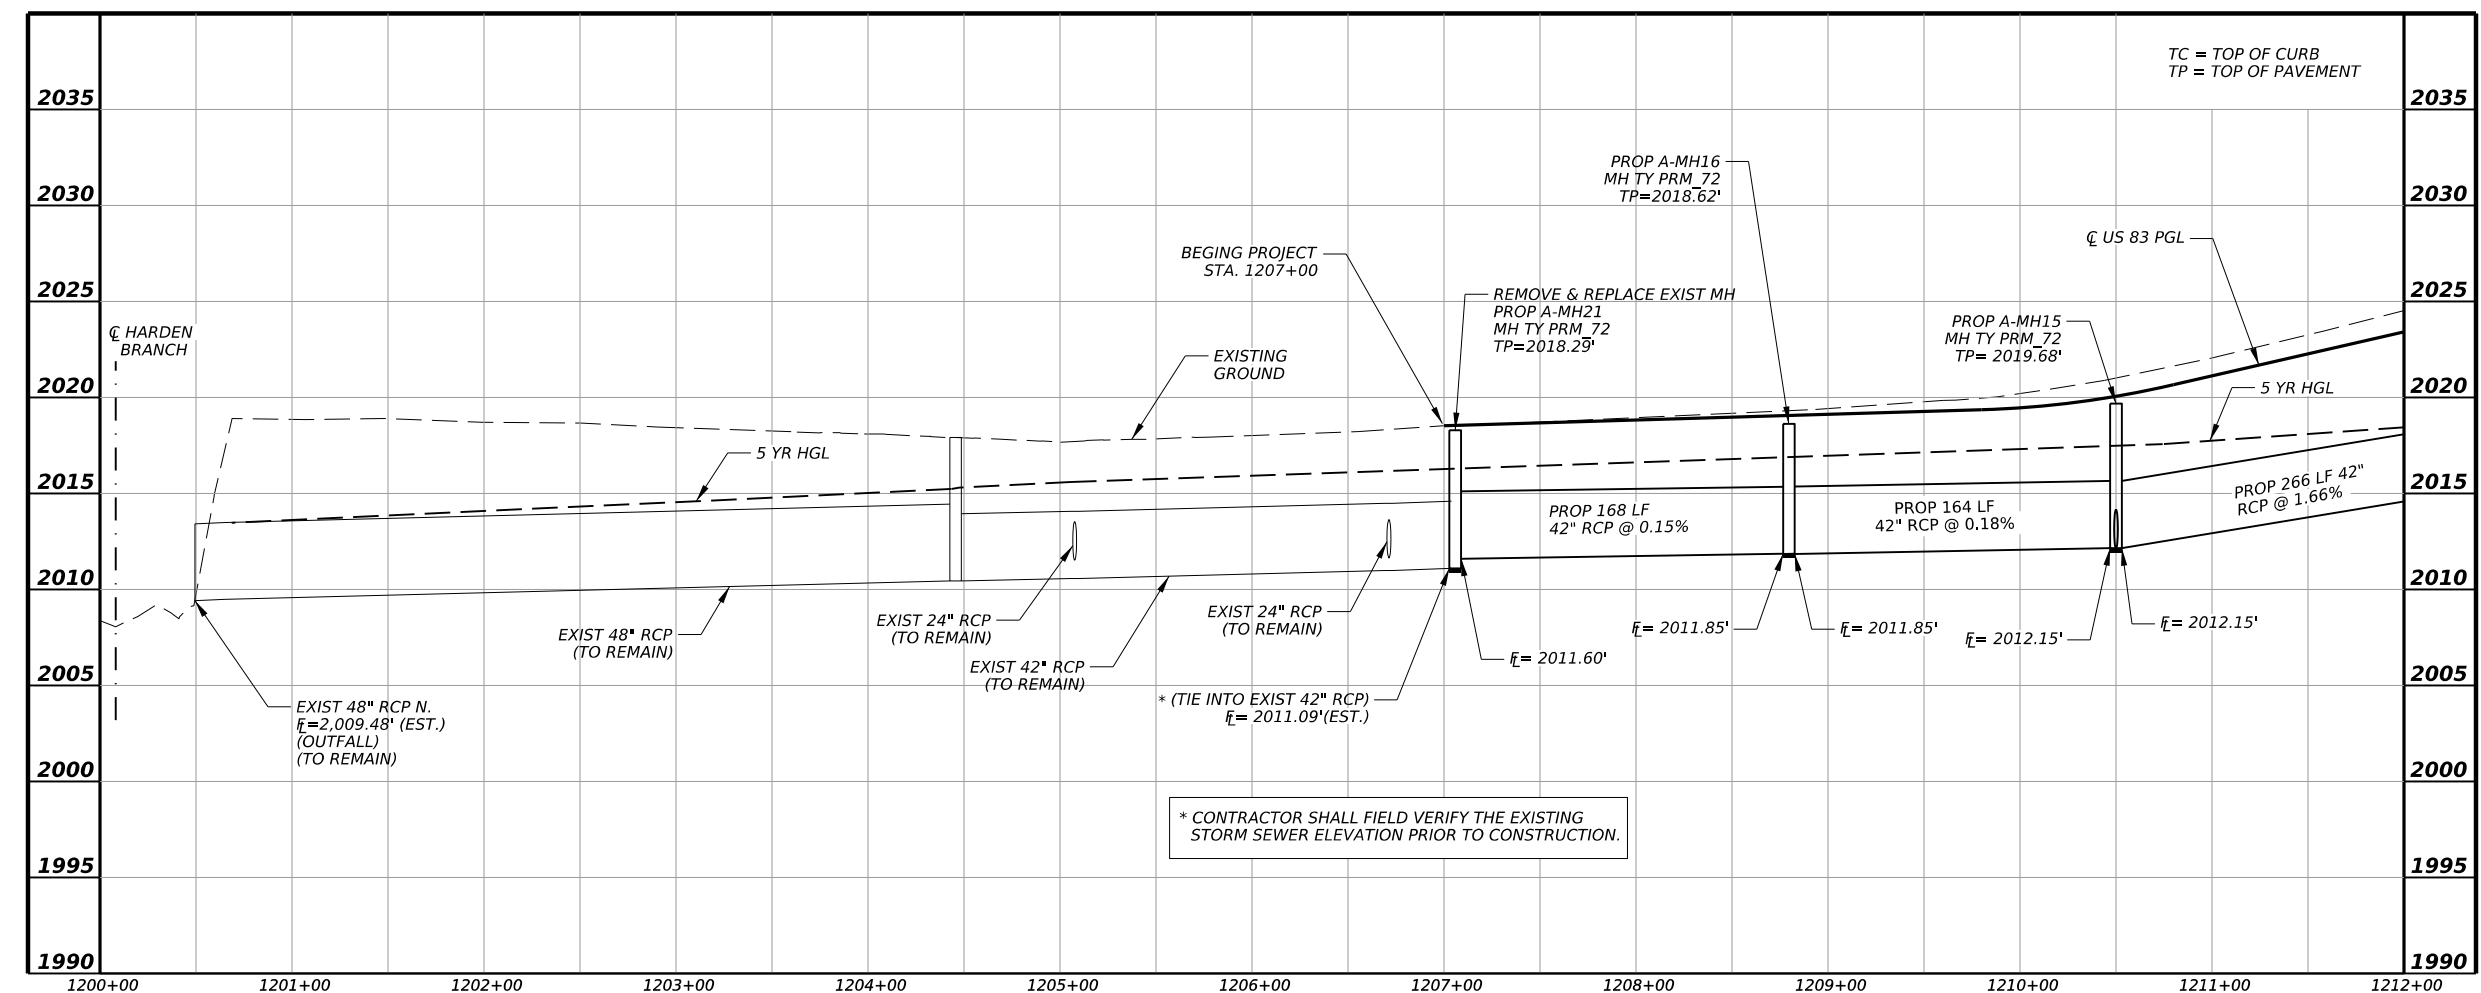 TC = TOP OF CURB
TP = TOP OF PAVEMENT
2035
2035
PROP A-MH16
MH TY PRM_72
TP=2018.62'
2030
2030
BEGING PROJECT
STA. 1207+00
℄ US 83 PGL
2025
2025
REMOVE & REPLACE EXIST MH
PROP A-MH21
MH TY PRM_72
TP=2018.29'
℄ HARDEN
BRANCH
PROP A-MH15
MH TY PRM_72
TP= 2019.68'
EXISTING
GROUND
2020
2020
5 YR HGL
5 YR HGL
2015
2015
PROP 266 LF 42"
RCP @ 1.66%
PROP 168 LF
42" RCP @ 0.15%
PROP 164 LF
42" RCP @ 0.18%
2010
2010
EXIST 48" RCP
(TO REMAIN)
EXIST 24" RCP
(TO REMAIN)
EXIST 24" RCP
(TO REMAIN)
FL= 2011.85'
FL= 2011.85'
FL= 2012.15'
FL= 2012.15'
EXIST 42" RCP
(TO REMAIN)
FL= 2011.60'
2005
2005
* (TIE INTO EXIST 42" RCP)
FL= 2011.09'(EST.)
EXIST 48" RCP N.
FL=2,009.48' (EST.)
(OUTFALL)
(TO REMAIN)
2000
2000
* CONTRACTOR SHALL FIELD VERIFY THE EXISTING
STORM SEWER ELEVATION PRIOR TO CONSTRUCTION.
1995
1995
1990
1990
1200+00 1201+00 1202+00 1203+00 1204+00 1205+00 1206+00 1207+00 1208+00 1209+00 1210+00 1211+00 1212+00